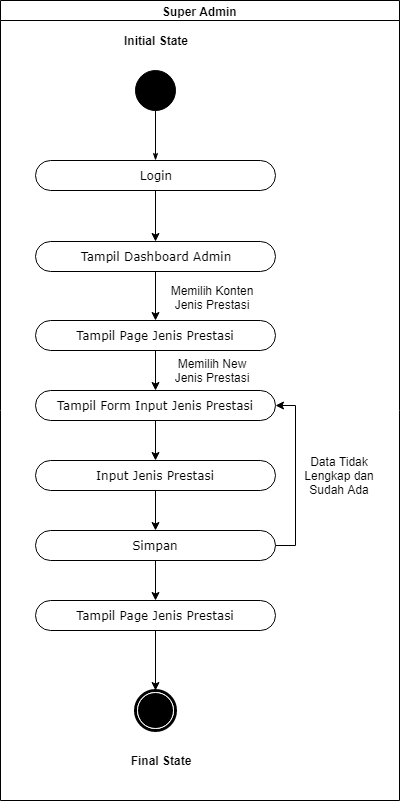 Super Admin
Initial State
Login
Tampil Dashboard Admin
Memilih Konten
Jenis Prestasi
Tampil Page Jenis Prestasi
Memilih New
Jenis Prestasi
Tampil Form Input Jenis Prestasi
Data Tidak
Lengkap dan
Sudah Ada
Input Jenis Prestasi
Simpan
Tampil Page Jenis Prestasi
Final State